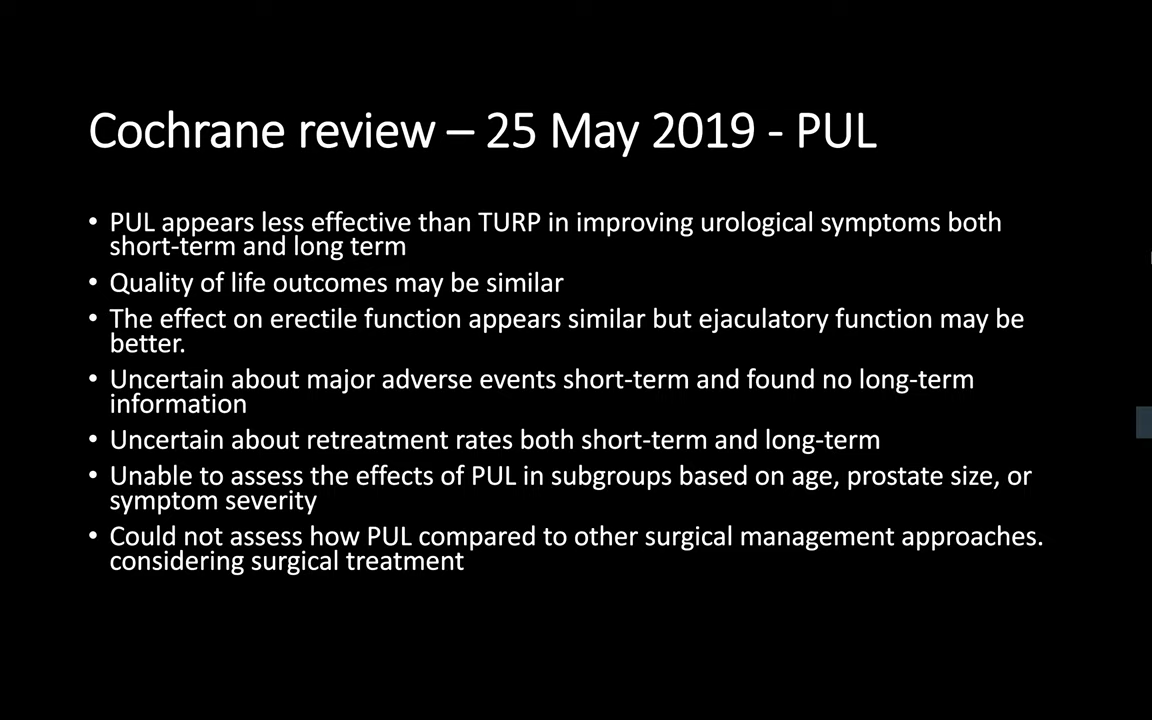 Cochrane review – 25 May 2019 - PUL
• PUL appears less effective than TURP in improving urological symptoms both
short-term and long term
• Quality of life outcomes may be similar
• The effect on erectile function appears similar but ejaculatory function may be
better.
• Uncertain about major adverse events short-term and found no long-term
information
• Uncertain about retreatment rates both short-term and long-term
• Unable to assess the effects of PUL in subgroups based on age, prostate size, or
symptom severity
• Could not assess how PUL compared to other surgical management approaches.
considering surgical treatment